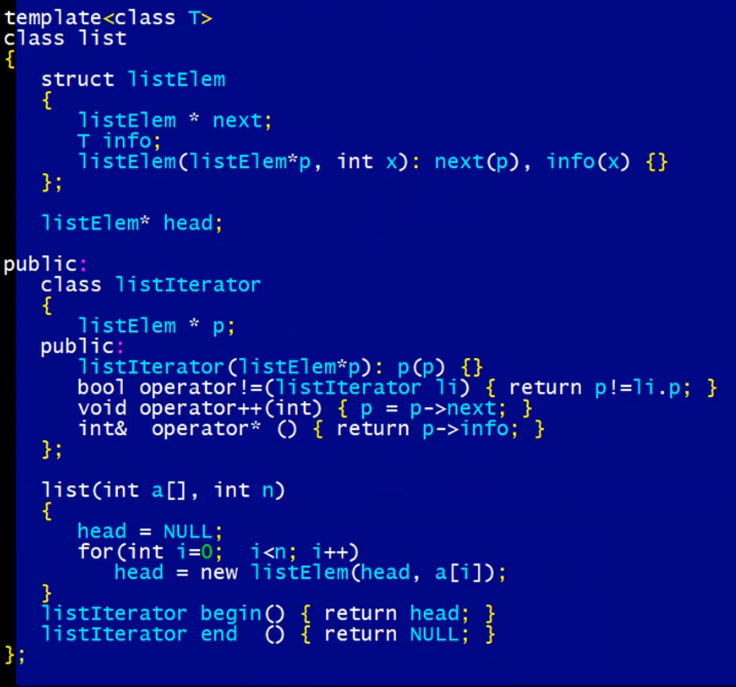 template<class T>
class list
{
struct listElem
{
listElem * next;
T info;
listElem(listElem*p, int x): next(p), info(x) {}
};
listElem* head;
public:
class listIterator
{
listElem * p;
public:
listIterator(listElem*p): p(p) {}
bool operator!=(listIterator li) { return p!=li.p; }
void operator++(int) { p = p->next; }
int&  operator* () { return p->info; }
};
list(int a[], int n)
{
head = NULL;
for(int i=0;  i<n; i++)
head = new listElem(head, a[i]);
}
listIterator begin() { return head; }
listIterator end  () { return NULL; }
};